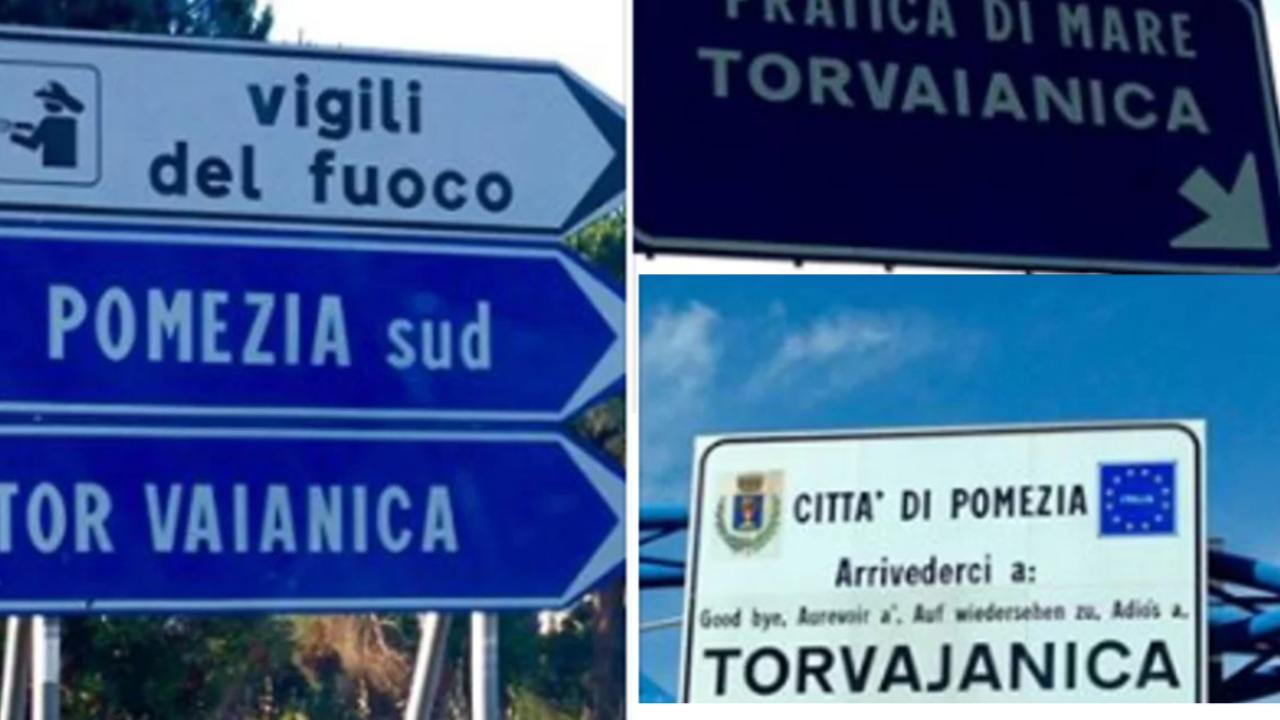 vigili
del fuoco
POMEZIA sud
TOR VAIANICA
PRATICA DI MARE
TORVAIANICA
CITTA' DI POMEZIA
ITALIA
Arrivederci a:
Good bye, Aurevoir a', Auf wiedersehen zu, Adiós a,
TORVAJANICA